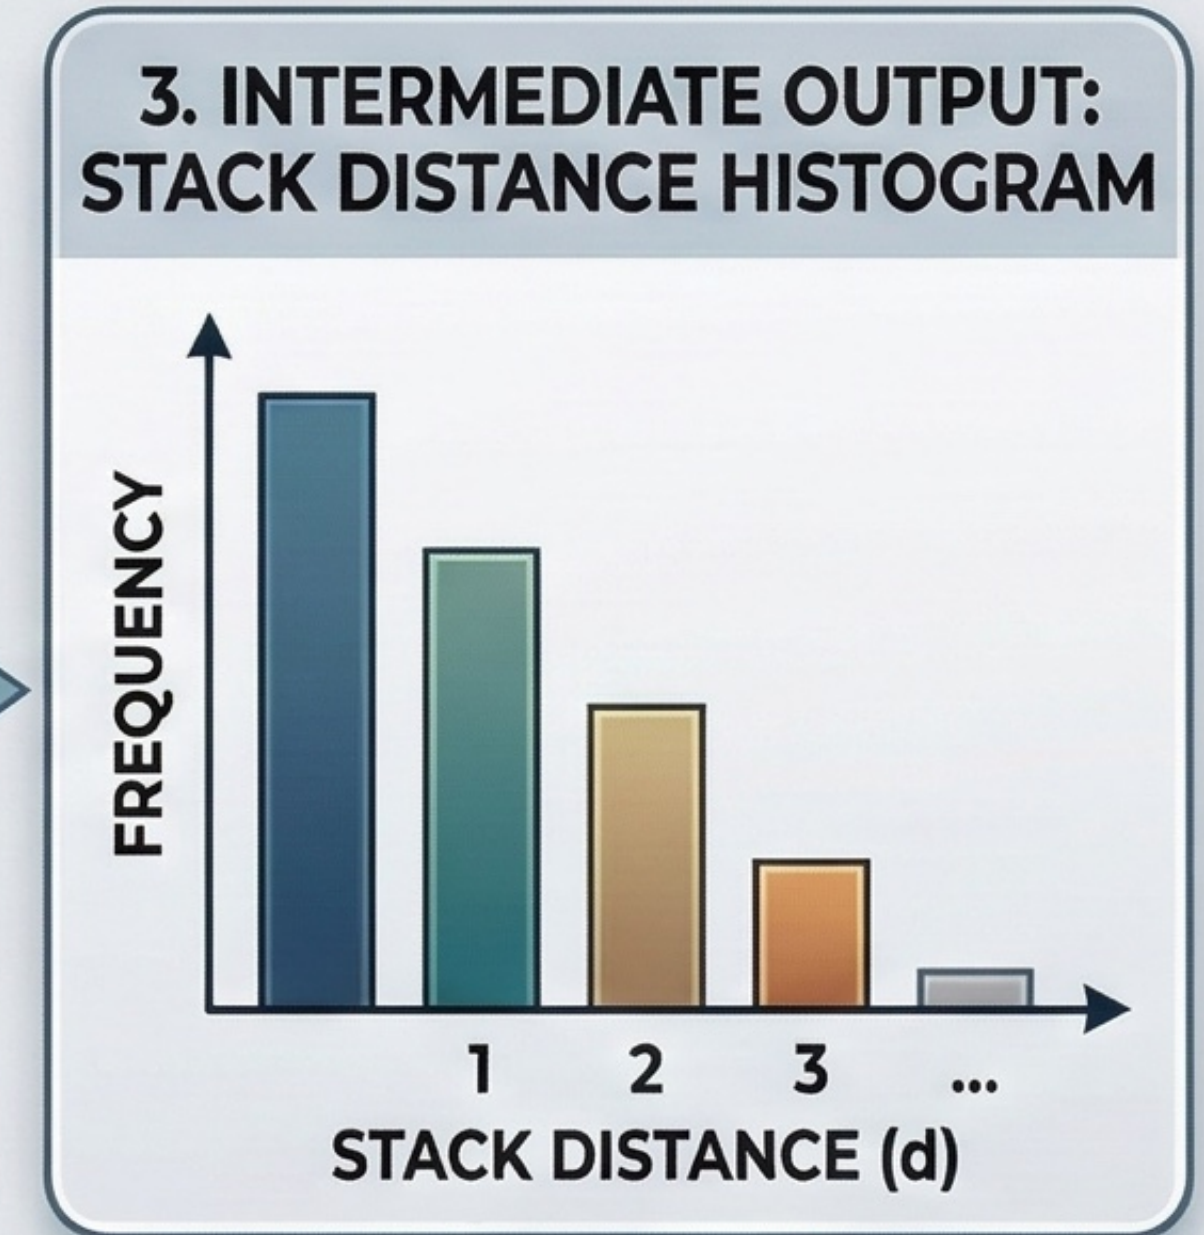 3. INTERMEDIATE OUTPUT:
STACK DISTANCE HISTOGRAM
FREQUENCY
1 2 3 ...
STACK DISTANCE (d)